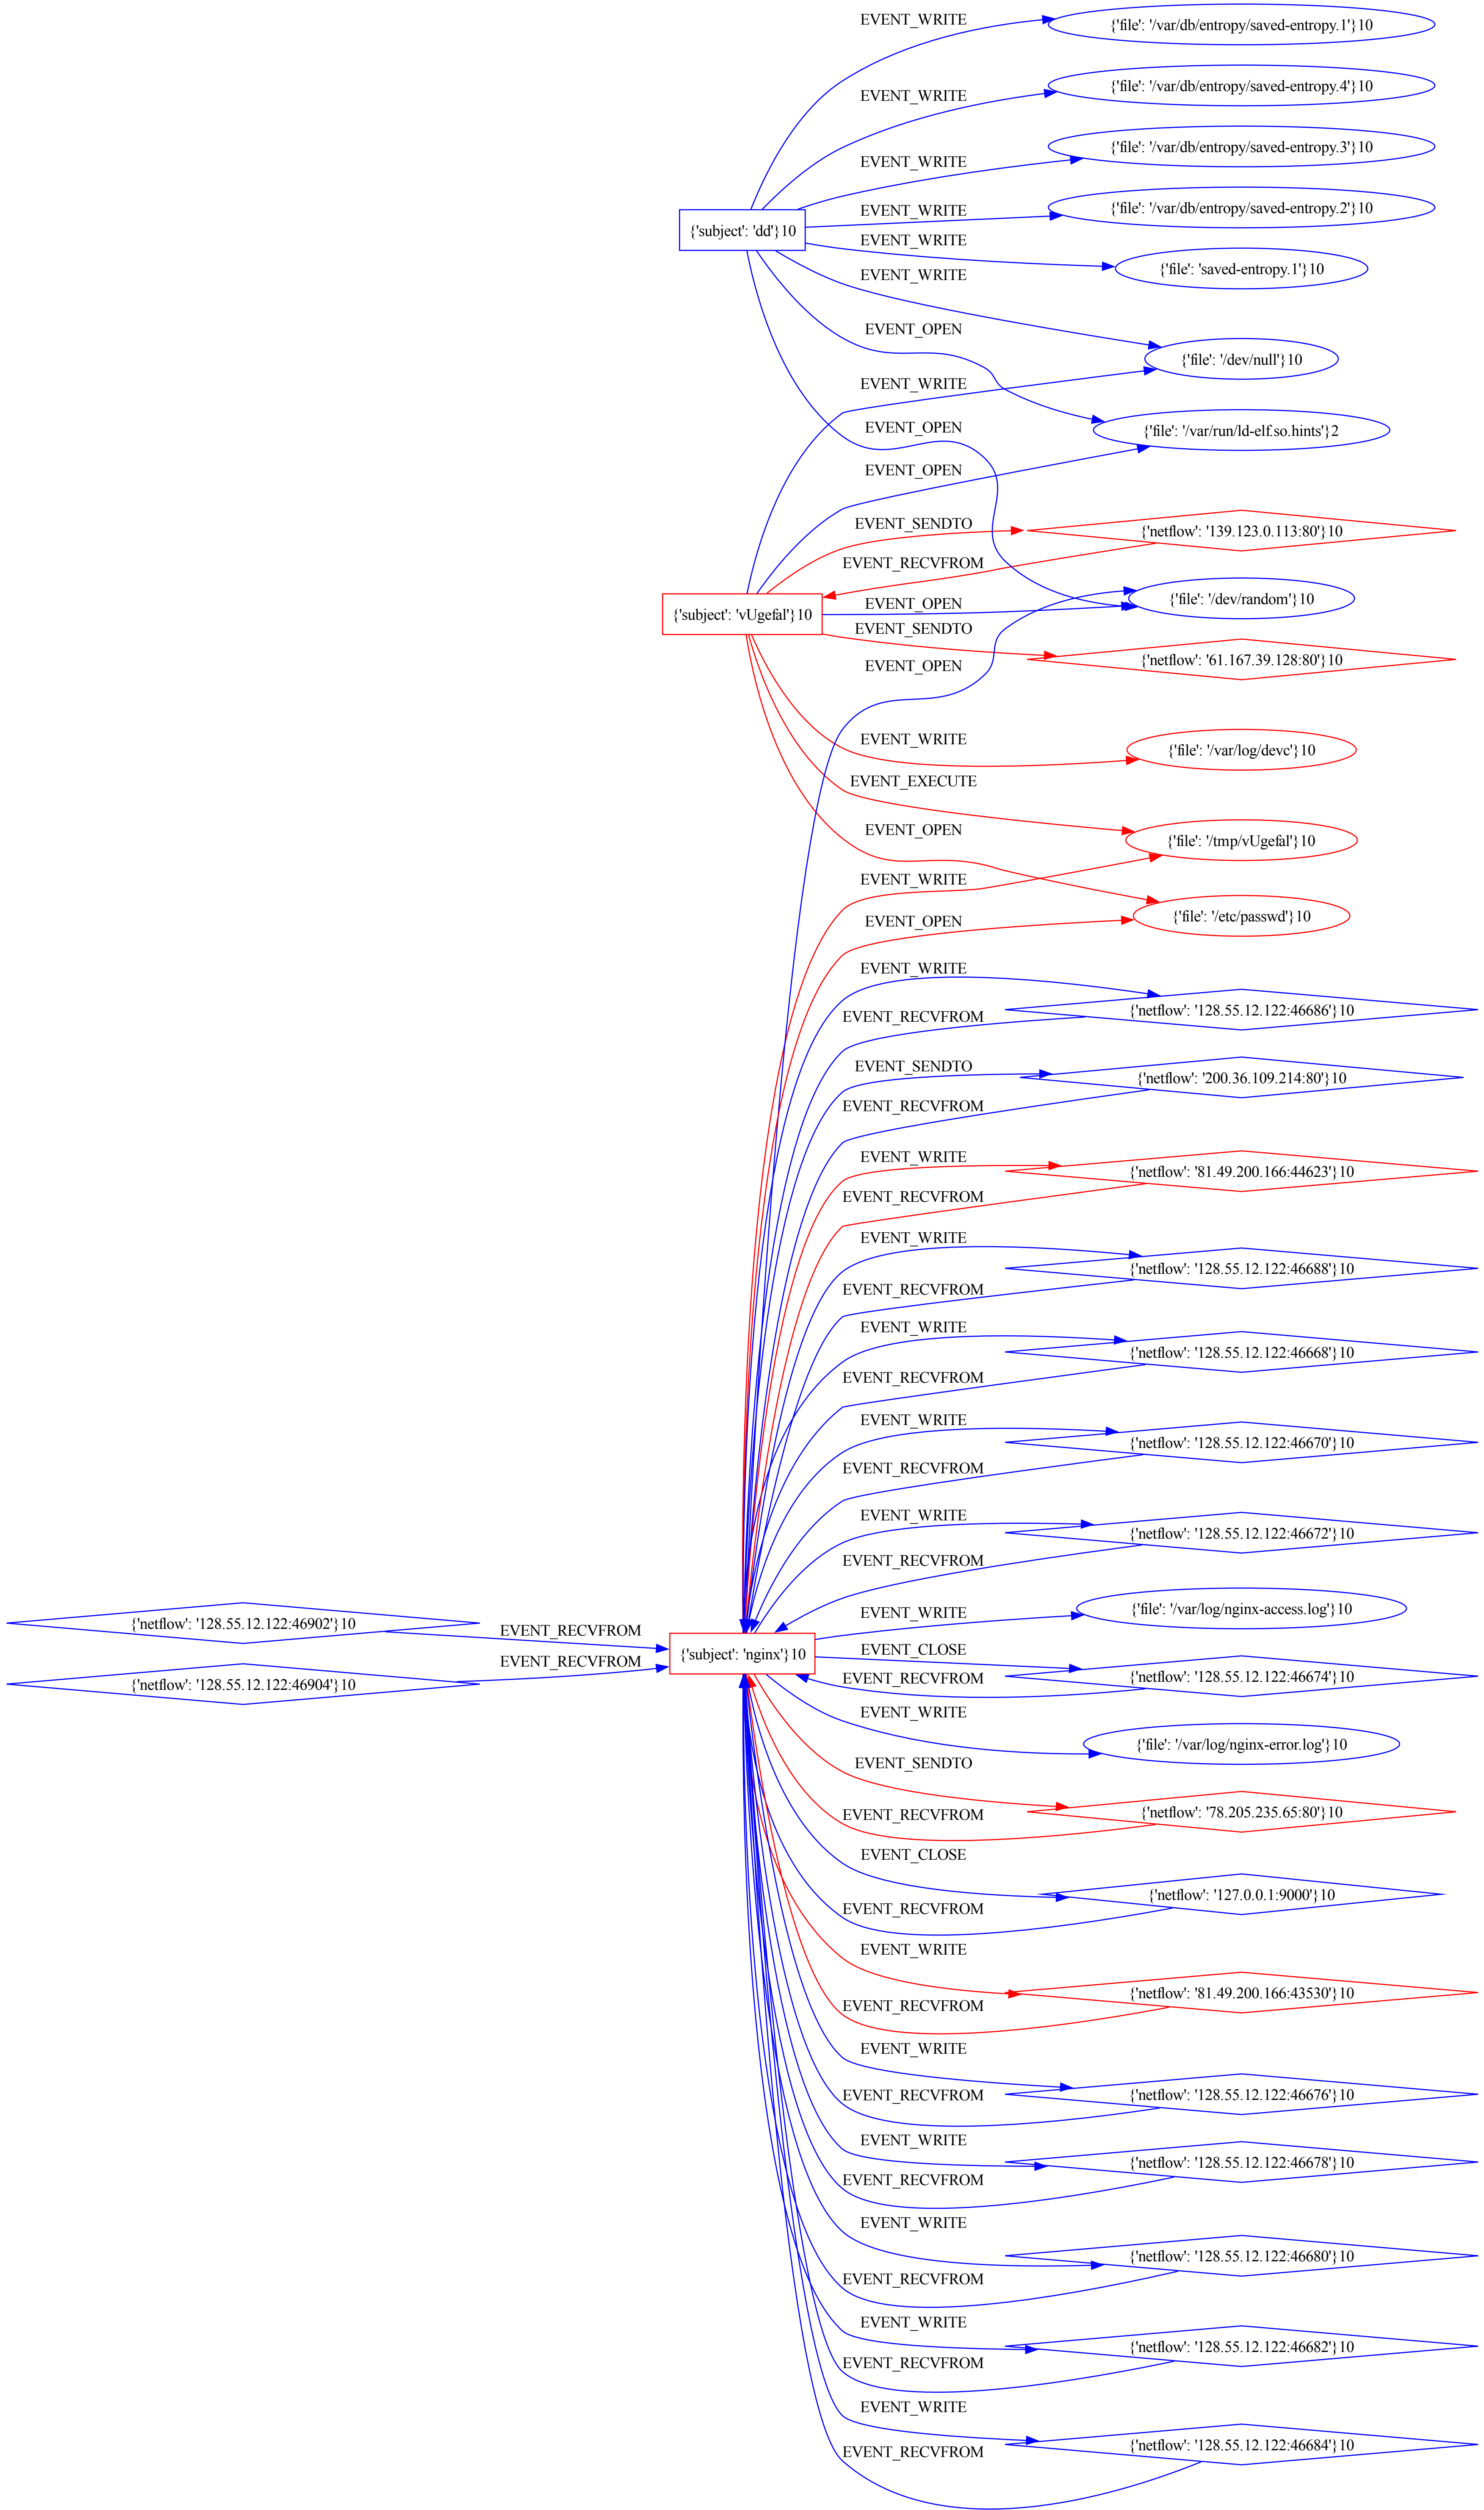 EVENT_WRITE
{'file': '/var/db/entropy/saved-entropy.1'}10
EVENT_WRITE
{'file': '/var/db/entropy/saved-entropy.4'}10
EVENT_WRITE
{'file': '/var/db/entropy/saved-entropy.3'}10
EVENT_WRITE
{'file': '/var/db/entropy/saved-entropy.2'}10
{'subject': 'dd'}10
EVENT_WRITE
{'file': 'saved-entropy.1'}10
EVENT_WRITE
EVENT_OPEN
{'file': '/dev/null'}10
EVENT_WRITE
EVENT_OPEN
{'file': '/var/run/ld-elf.so.hints'}2
EVENT_OPEN
EVENT_SENDTO
{'netflow': '139.123.0.113:80'}10
EVENT_RECVFROM
{'file': '/dev/random'}10
EVENT_OPEN
{'subject': 'vUgefal'}10
EVENT_SENDTO
{'netflow': '61.167.39.128:80'}10
EVENT_OPEN
EVENT_WRITE
{'file': '/var/log/devc'}10
EVENT_EXECUTE
EVENT_OPEN
{'file': '/tmp/vUgefal'}10
EVENT_WRITE
EVENT_OPEN
{'file': '/etc/passwd'}10
EVENT_WRITE
{'netflow': '128.55.12.122:46686'}10
EVENT_RECVFROM
EVENT_SENDTO
{'netflow': '200.36.109.214:80'}10
EVENT_RECVFROM
EVENT_WRITE
{'netflow': '81.49.200.166:44623'}10
EVENT_RECVFROM
EVENT_WRITE
{'netflow': '128.55.12.122:46688'}10
EVENT_RECVFROM
EVENT_WRITE
{'netflow': '128.55.12.122:46668'}10
EVENT_RECVFROM
EVENT_WRITE
{'netflow': '128.55.12.122:46670'}10
EVENT_RECVFROM
EVENT_WRITE
{'netflow': '128.55.12.122:46672'}10
EVENT_RECVFROM
{'netflow': '128.55.12.122:46902'}10
EVENT_RECVFROM
EVENT_WRITE
{'file': '/var/log/nginx-access.log'}10
{'subject': 'nginx'}10
EVENT_CLOSE
{'netflow': '128.55.12.122:46904'}10
EVENT_RECVFROM
EVENT_RECVFROM
{'netflow': '128.55.12.122:46674'}10
EVENT_WRITE
{'file': '/var/log/nginx-error.log'}10
EVENT_SENDTO
{'netflow': '78.205.235.65:80'}10
EVENT_RECVFROM
EVENT_CLOSE
{'netflow': '127.0.0.1:9000'}10
EVENT_RECVFROM
EVENT_WRITE
{'netflow': '81.49.200.166:43530'}10
EVENT_RECVFROM
EVENT_WRITE
{'netflow': '128.55.12.122:46676'}10
EVENT_RECVFROM
EVENT_WRITE
{'netflow': '128.55.12.122:46678'}10
EVENT_RECVFROM
EVENT_WRITE
{'netflow': '128.55.12.122:46680'}10
EVENT_RECVFROM
EVENT_WRITE
{'netflow': '128.55.12.122:46682'}10
EVENT_RECVFROM
EVENT_WRITE
{'netflow': '128.55.12.122:46684'}10
EVENT_RECVFROM